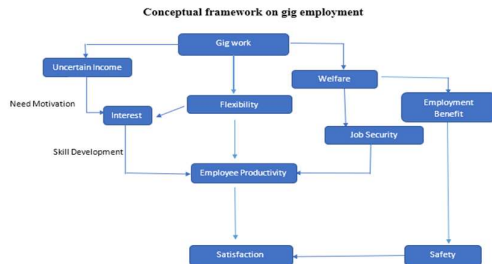 Conceptual framework on gig employment
Gig work
Uncertain Income
Welfare
Need Motivation
Interest
Flexibility
Employment
Benefit
Job Security
Skill Development
Employee Productivity
Satisfaction
Safety